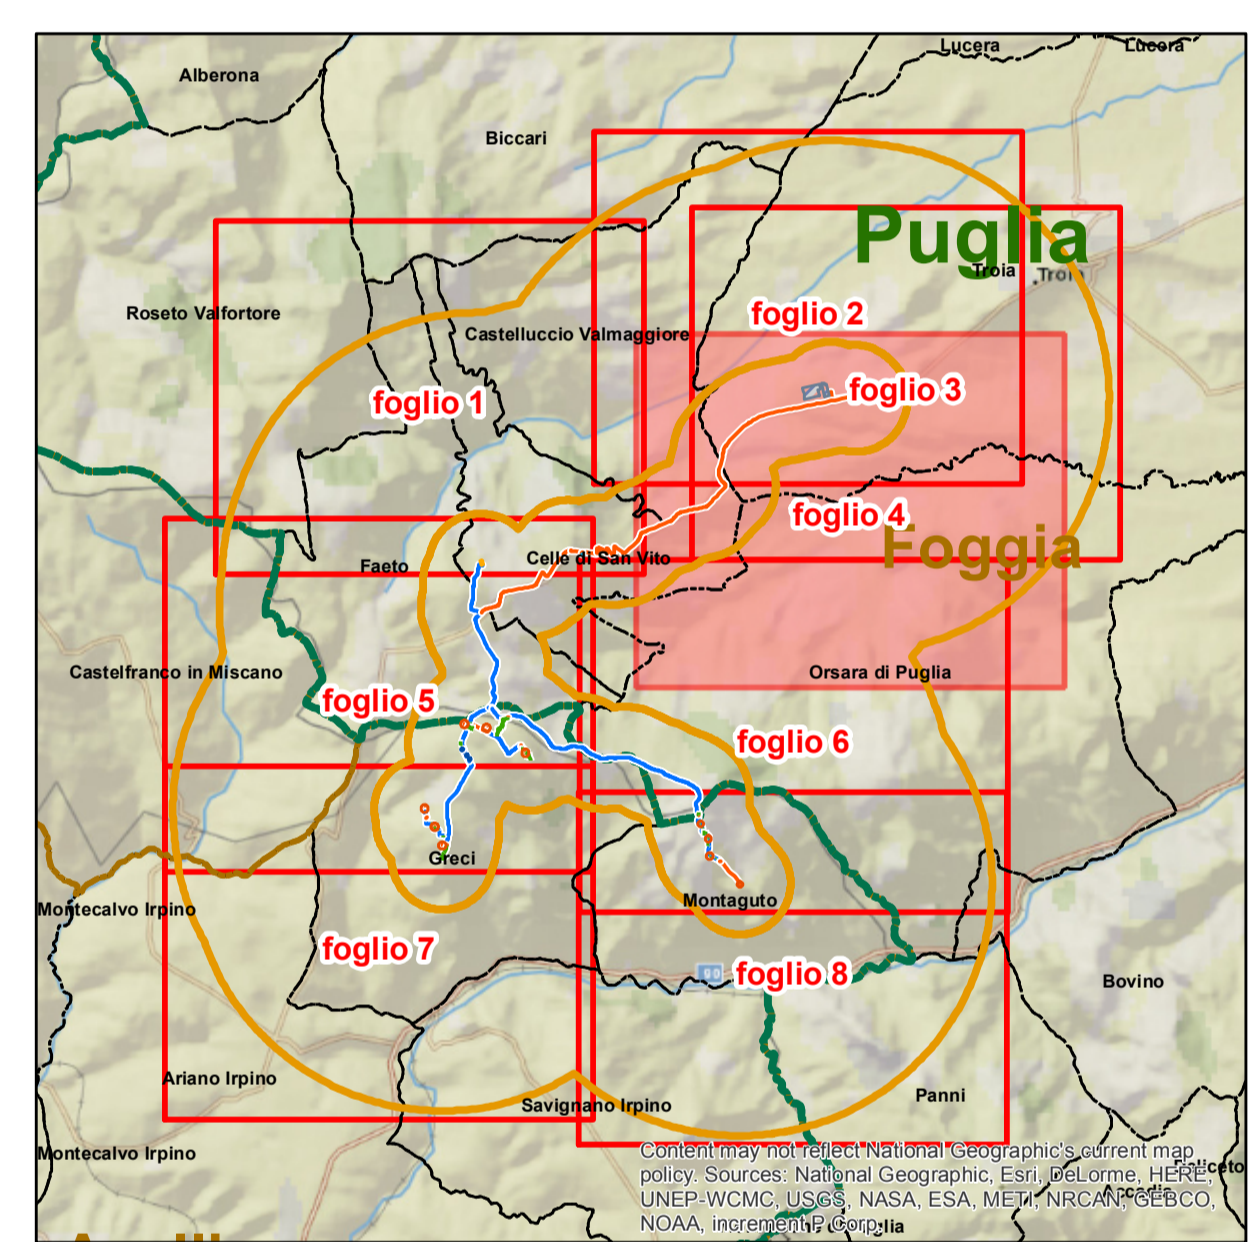 Lucera
Lucera
Alberona
Biccari
Puglia
Troia
Troia
Roseto Valfortore
foglio 2
Castelluccio Valmaggiore
foglio 1
foglio 3
foglio 4
Foggia
Celle di San Vito
Faeto
Castelfranco in Miscano
Orsara di Puglia
foglio 5
foglio 6
Greci
Montecalvo Irpino
Montaguto
foglio 7
90
foglio 8
Bovino
Ariano Irpino
Savignano Irpino
Panni
Montecalvo Irpino
Content may not reflect National Geographic's current map
policy. Sources: National Geographic, Esri, DeLorme, HERE,
UNEP-WCMC, USGS, NASA, ESA, METI, NRCAN, GEBCO,
NOAA, increment P Corp.
Accadia